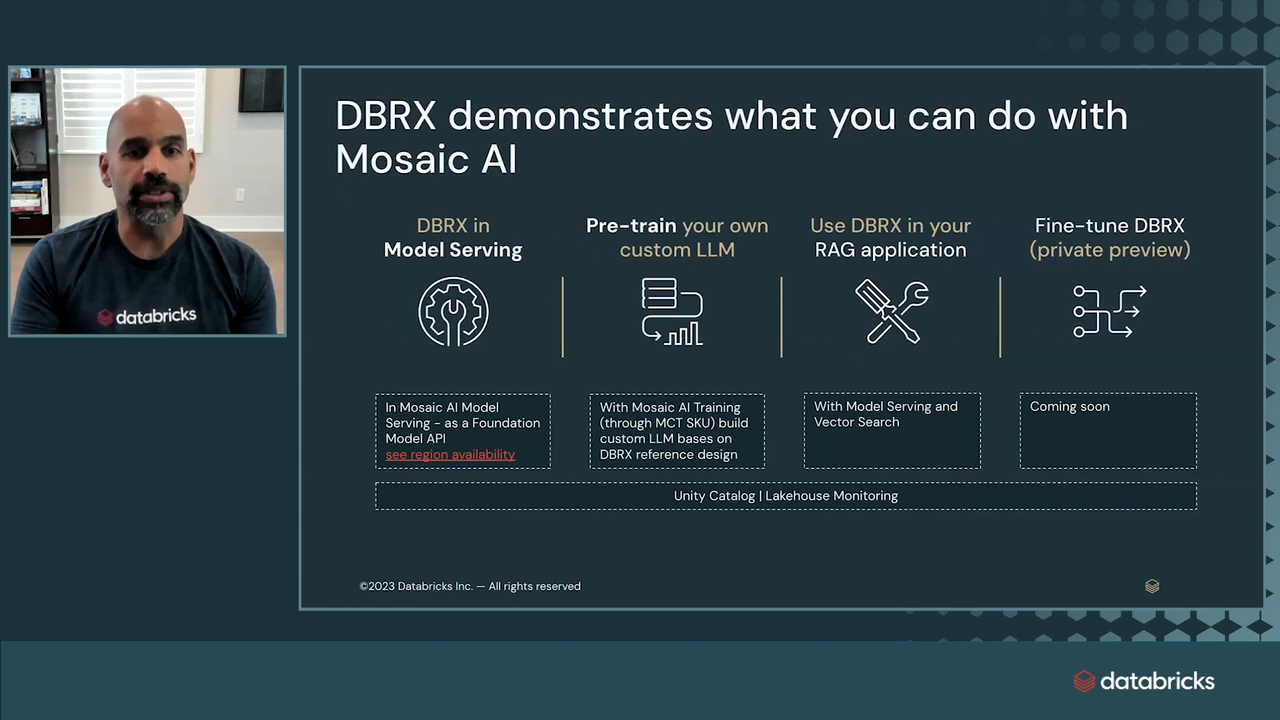 DBRX demonstrates what you can do with
Mosaic AI
DBRX in
Model Serving
Pre-train your own
custom LLM
Use DBRX in your
RAG application
Fine-tune DBRX
(private preview)
In Mosaic AI Model
Serving - as a Foundation
Model API
see region availability
With Mosaic AI Training
(through MCT SKU) build
custom LLM bases on
DBRX reference design
With Model Serving and
Vector Search
Coming soon
Unity Catalog | Lakehouse Monitoring
©2023 Databricks Inc. — All rights reserved
databricks
databricks